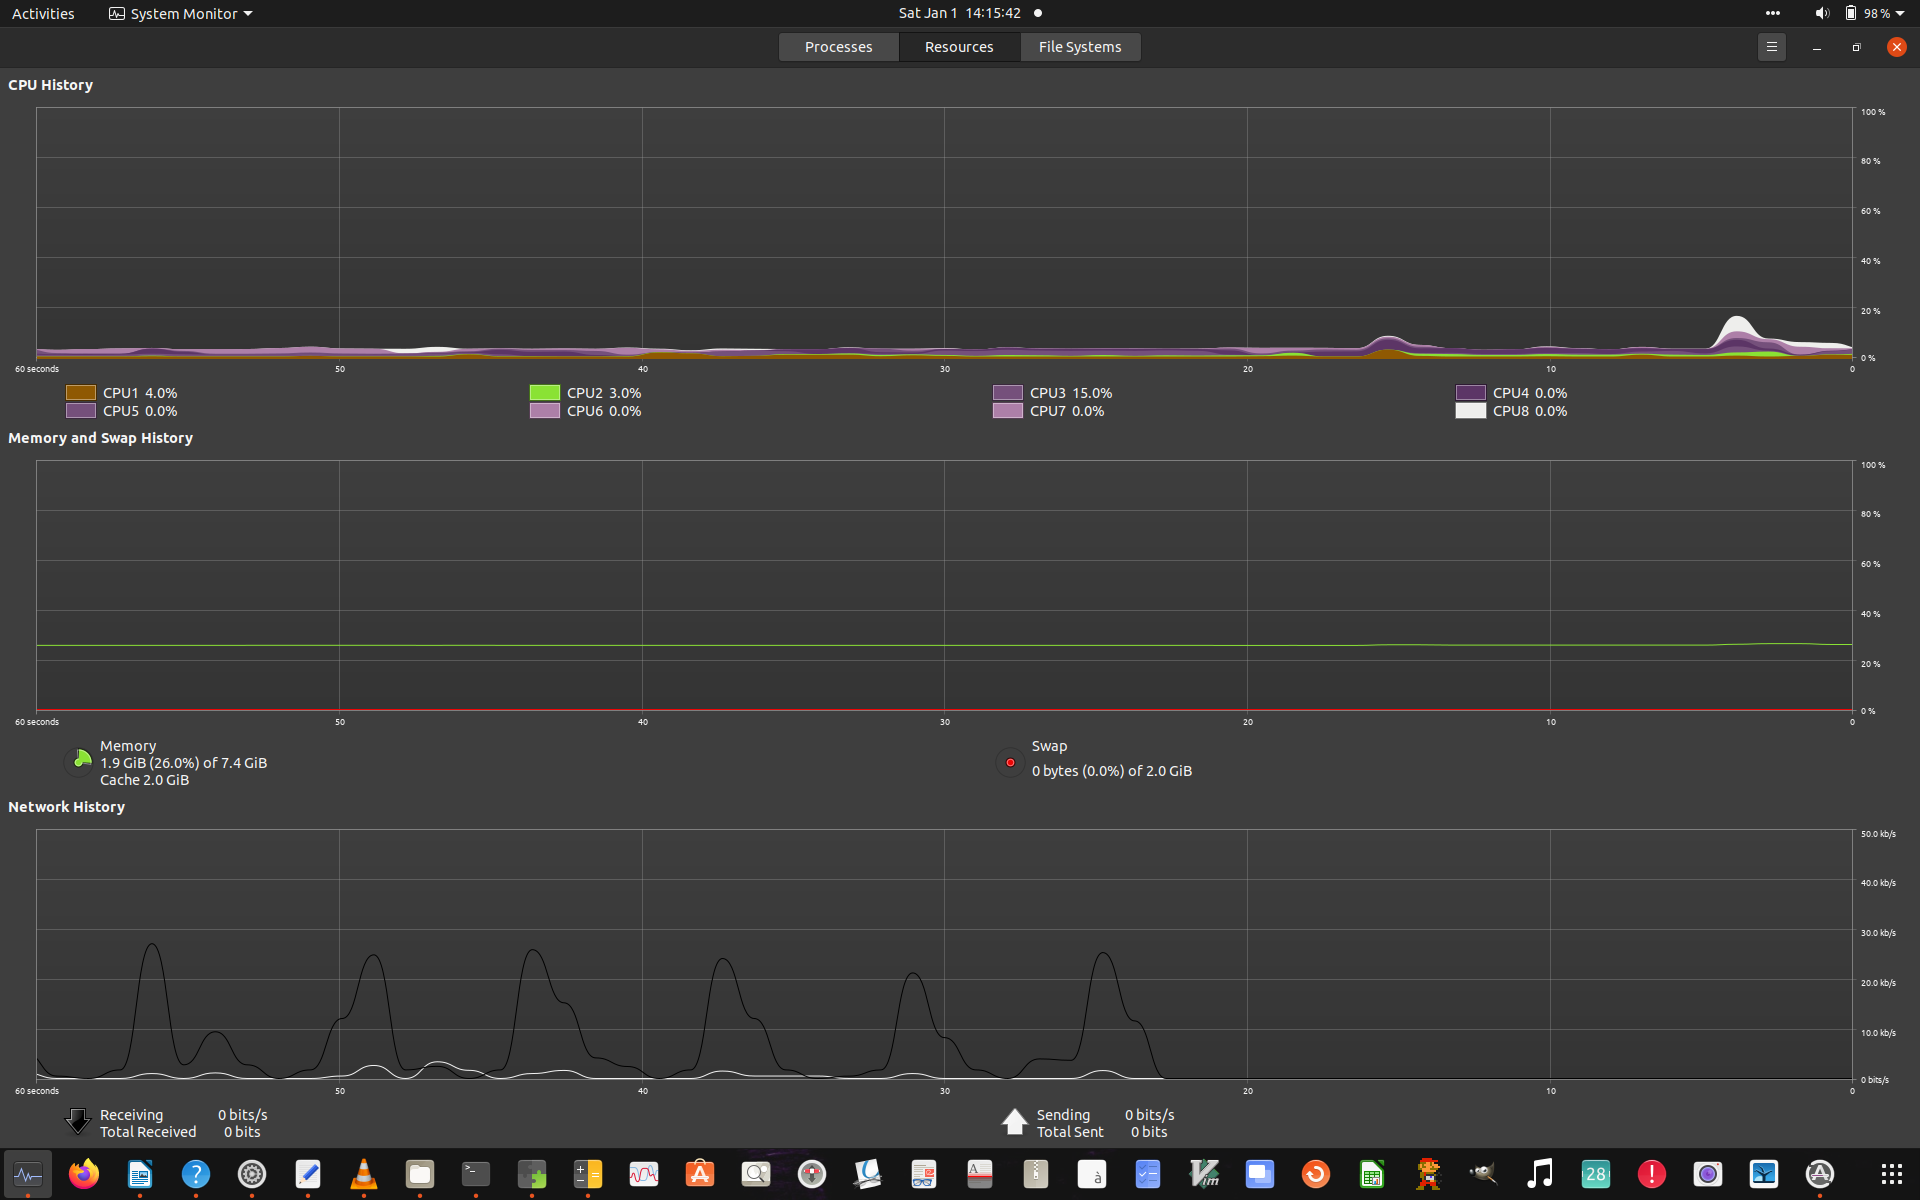 Activities System Monitor Sat Jan 1 14:15:42 98 %
Processes Resources File Systems
CPU History
100 %
80 %
60 %
40 %
20 %
0 %
60 seconds 50 40 30 20 10 0
CPU1 4.0% CPU2 3.0% CPU3 15.0% CPU4 0.0%
CPU5 0.0% CPU6 0.0% CPU7 0.0% CPU8 0.0%
Memory and Swap History
100 %
80 %
60 %
40 %
20 %
0 %
60 seconds 50 40 30 20 10 0
Memory Swap
1.9 GiB (26.0%) of 7.4 GiB 0 bytes (0.0%) of 2.0 GiB
Cache 2.0 GiB
Network History
50.0 kb/s
40.0 kb/s
30.0 kb/s
20.0 kb/s
10.0 kb/s
0 bits/s
60 seconds 50 40 30 20 10 0
Receiving 0 bits/s Sending 0 bits/s
Total Received 0 bits Total Sent 0 bits
? >_ A à Vim 28 !